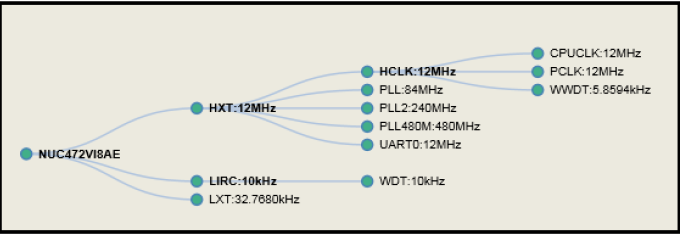 CPUCLK:12MHz
HCLK:12MHz
PCLK:12MHz
PLL:84MHz
WWDT:5.8594kHz
HXT:12MHz
PLL2:240MHz
PLL480M:480MHz
UART0:12MHz
NUC472VI8AE
LIRC:10kHz
WDT:10kHz
LXT:32.7680kHz